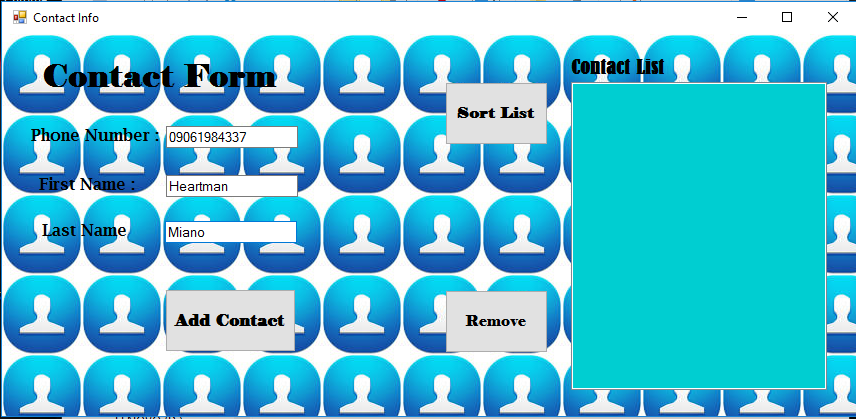 Contact Info
Contact Form
Phone Number :
09061984337
First Name :
Heartman
Last Name
Miano
Add Contact
Sort List
Remove
Contact List